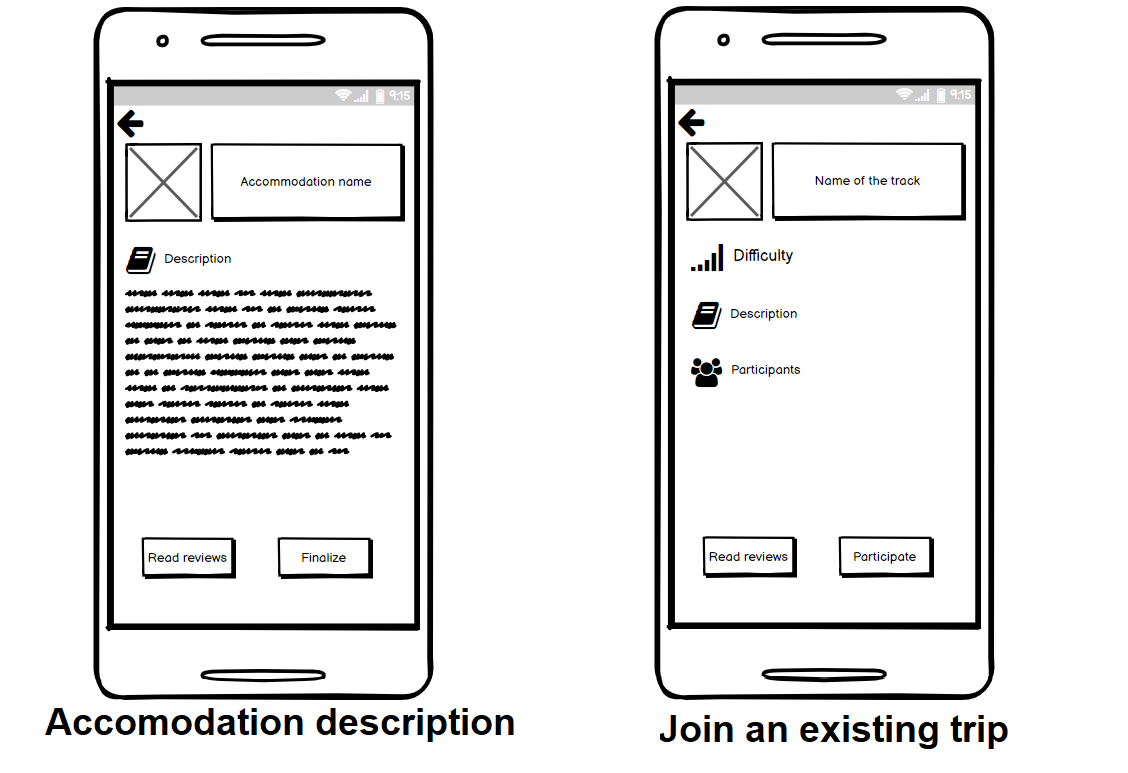 9:15
Accommodation name
Description
Read reviews
Finalize
Accomodation description
9:15
Name of the track
Difficulty
Description
Participants
Read reviews
Participate
Join an existing trip